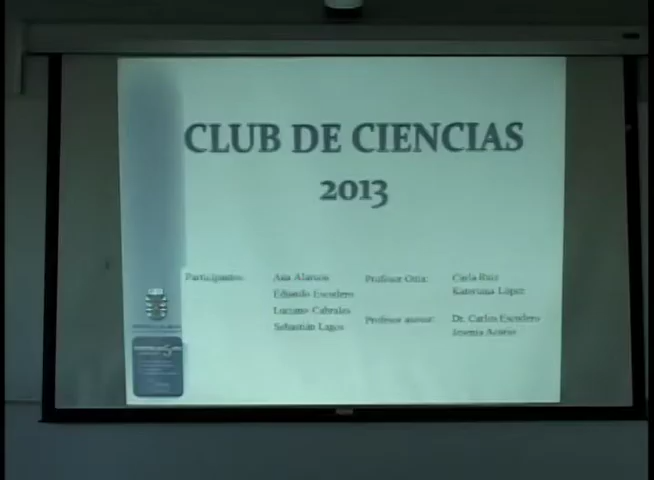 CLUB DE CIENCIAS
2013
Participantes:
Ana Alarcón
Eduardo Escudero
Luciano Cabrales
Sebastián Lagos
Profesor Guía:
Carla Ruiz
Katerinna López
Profesor asesor:
Dr. Carlos Escudero